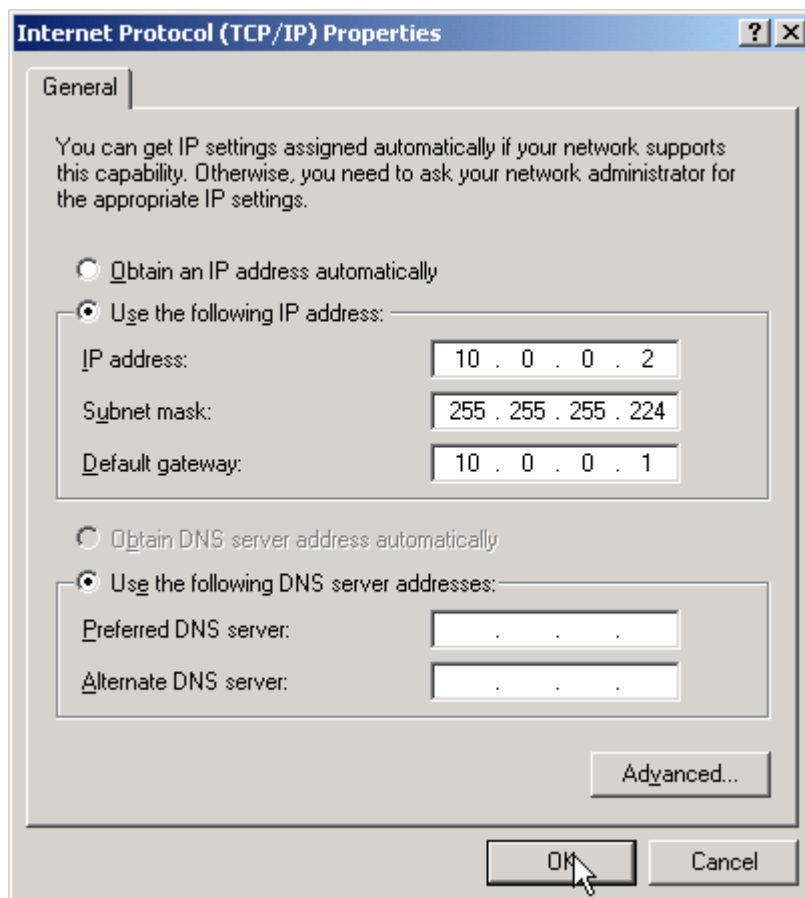 Internet Protocol (TCP/IP) Properties
General
You can get IP settings assigned automatically if your network supports
this capability. Otherwise, you need to ask your network administrator for
the appropriate IP settings.
Obtain an IP address automatically
Use the following IP address:
IP address: 10 . 0 . 0 . 2
Subnet mask: 255 . 255 . 255 . 224
Default gateway: 10 . 0 . 0 . 1
Obtain DNS server address automatically
Use the following DNS server addresses:
Preferred DNS server: . . .
Alternate DNS server: . . .
Advanced...
OK Cancel